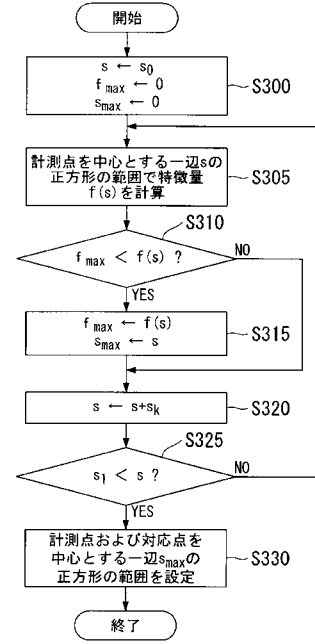 開始
s ← s0
fmax ← 0
smax ← 0
S300
計測点を中心とする一辺sの
正方形の範囲で特徴量
f(s)を計算
S305
S310
fmax < f(s) ?
NO
YES
fmax ← f(s)
smax ← s
S315
s ← s+sk
S320
S325
s1 < s ?
NO
YES
計測点および対応点を
中心とする一辺smaxの
正方形の範囲を設定
S330
終了